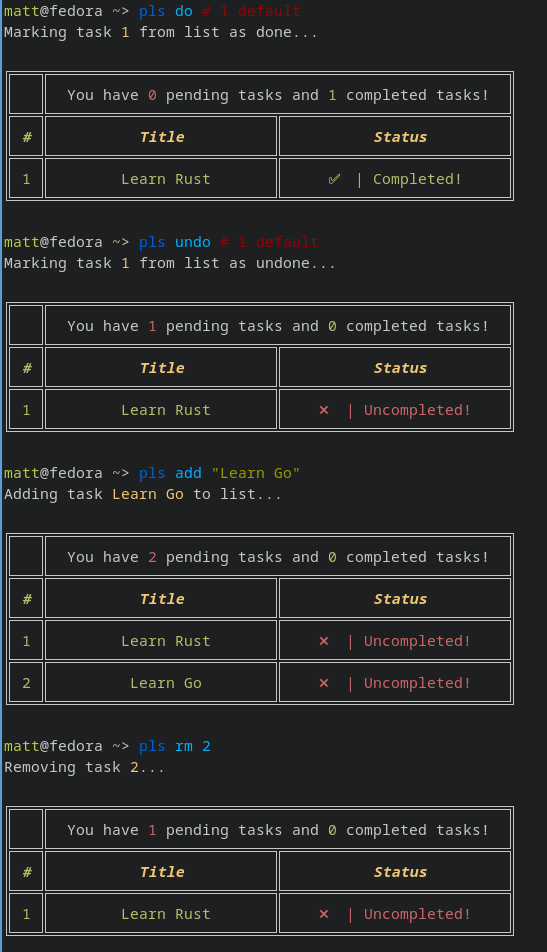 matt@fedora ~> pls do # 1 default
Marking task 1 from list as done...
You have 0 pending tasks and 1 completed tasks!
# Title Status
1 Learn Rust ✅ | Completed!
matt@fedora ~> pls undo # 1 default
Marking task 1 from list as undone...
You have 1 pending tasks and 0 completed tasks!
# Title Status
1 Learn Rust ❌ | Uncompleted!
matt@fedora ~> pls add "Learn Go"
Adding task Learn Go to list...
You have 2 pending tasks and 0 completed tasks!
# Title Status
1 Learn Rust ❌ | Uncompleted!
2 Learn Go ❌ | Uncompleted!
matt@fedora ~> pls rm 2
Removing task 2...
You have 1 pending tasks and 0 completed tasks!
# Title Status
1 Learn Rust ❌ | Uncompleted!